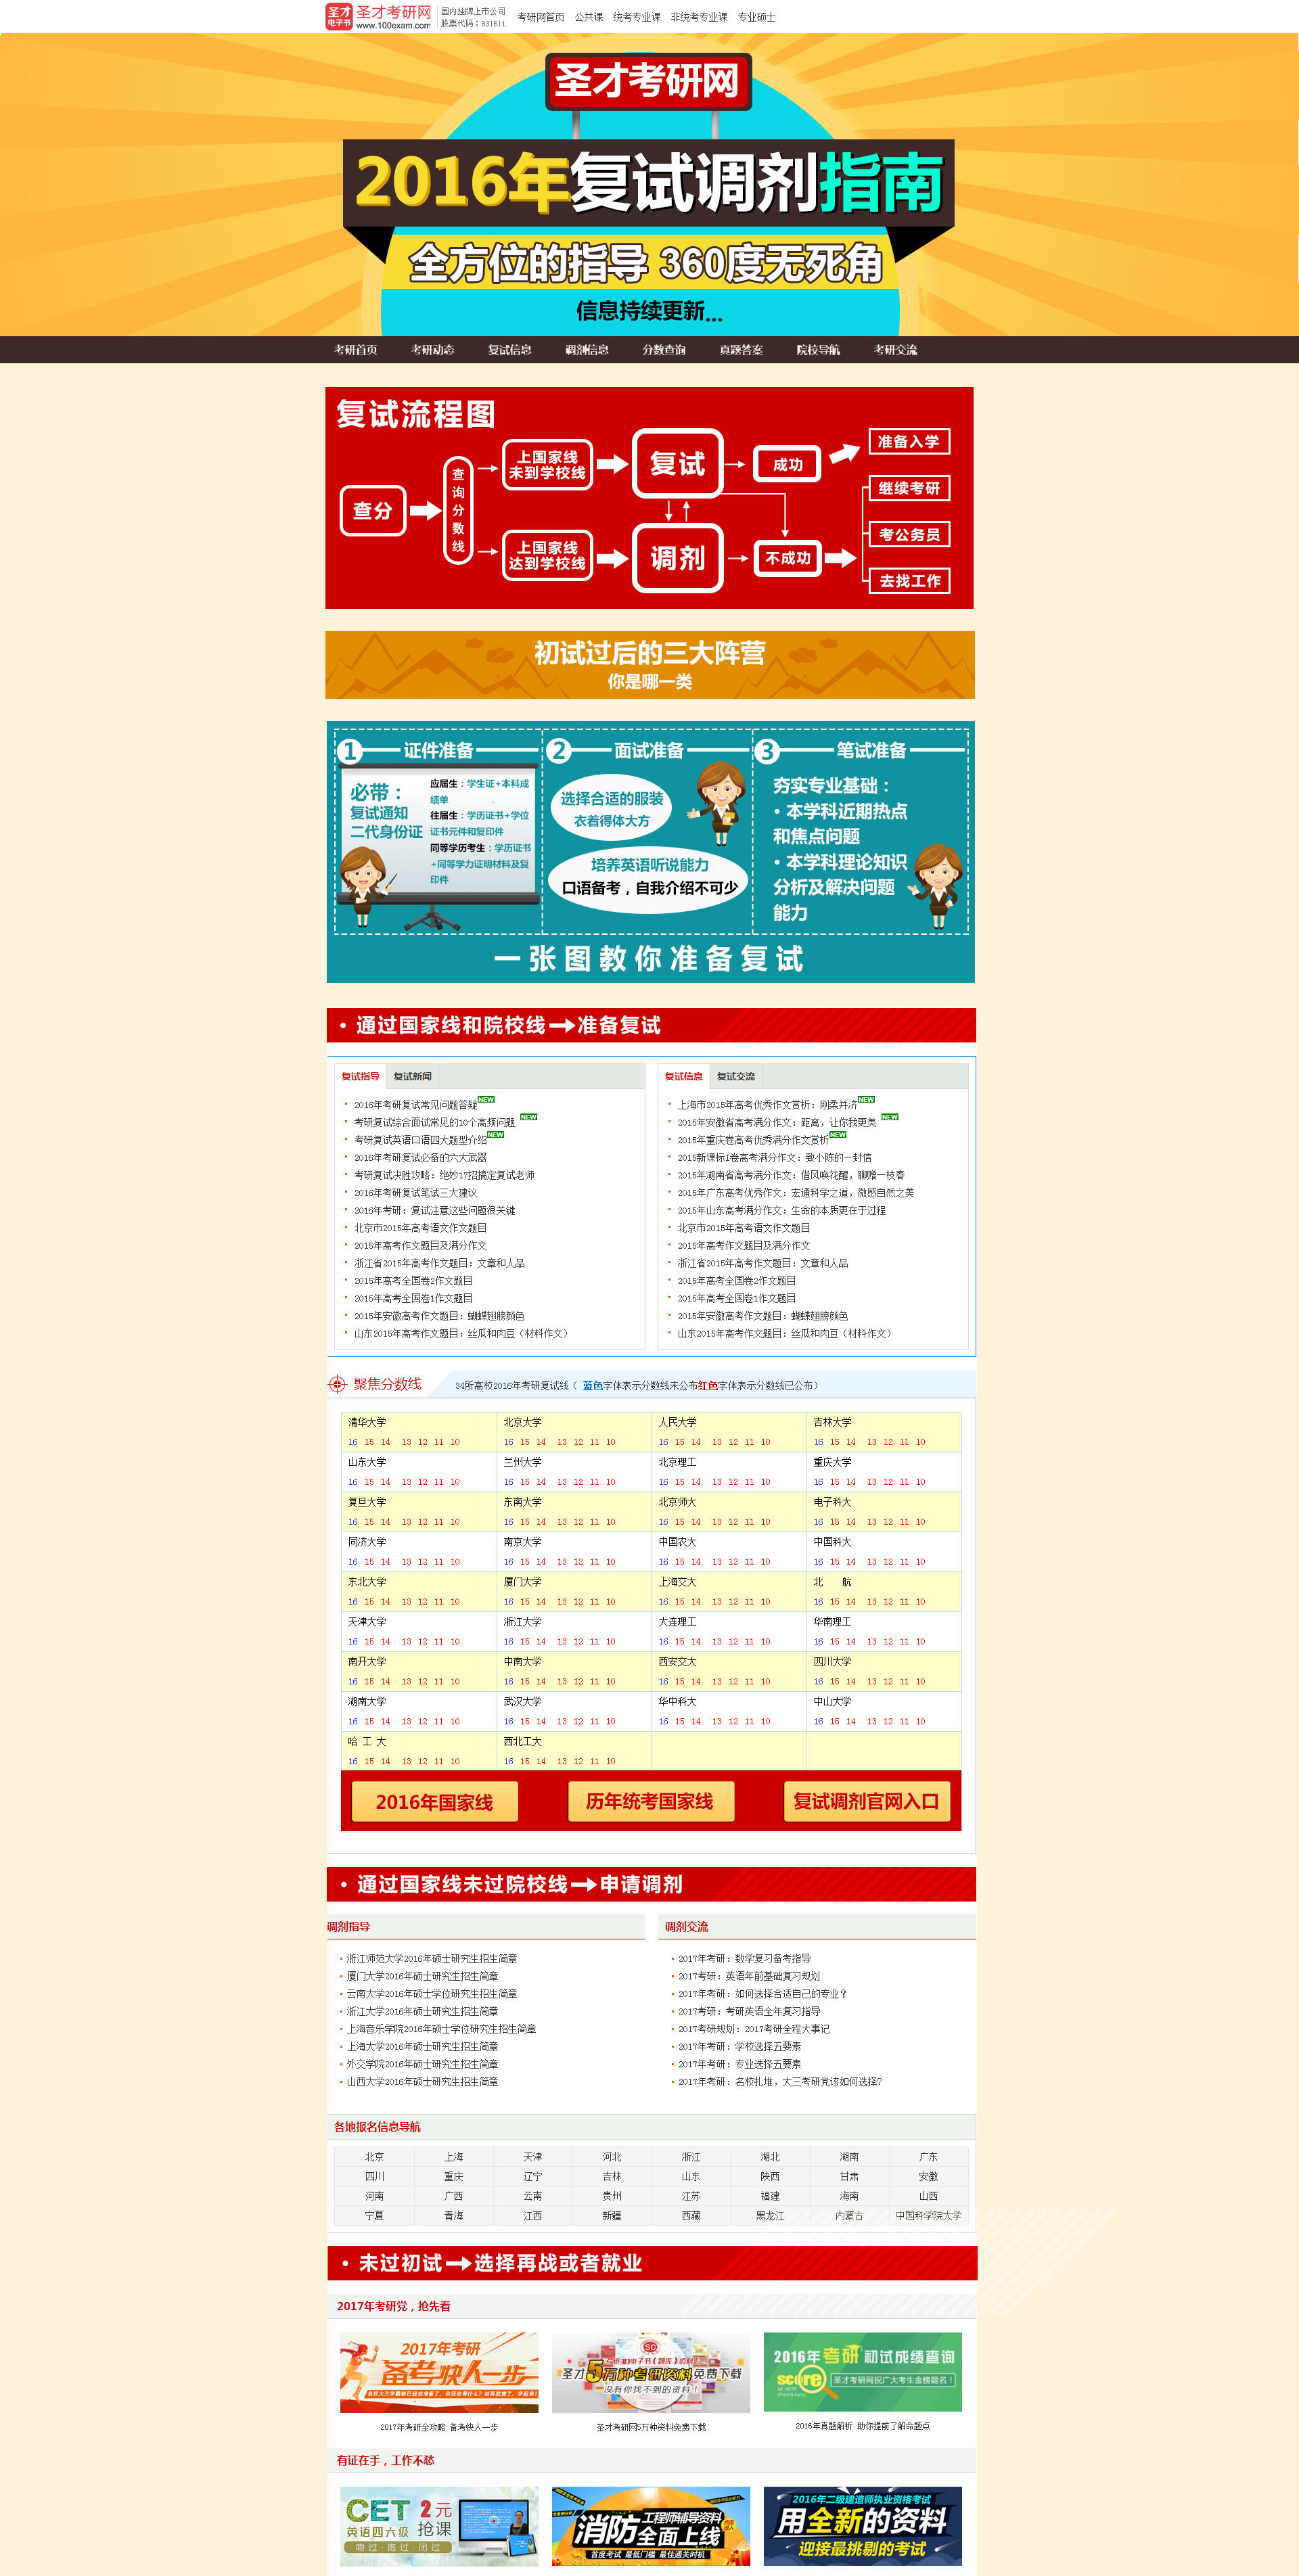 圣才电子书 圣才考研网 www.100exam.com 国内挂牌上市公司 股票代码：831611 考研网首页 公共课 统考专业课 非统考专业课 专业硕士
圣才考研网
2016年复试调剂指南
全方位的指导 360度无死角
信息持续更新...
考研首页 考研动态 复试信息 调剂信息 分数查询 真题答案 院校导航 考研交流
复试流程图
查分
查询分数线
上国家线
未到学校线
上国家线
达到学校线
复试
调剂
成功
不成功
准备入学
继续考研
考公务员
去找工作
初试过后的三大阵营
你是哪一类
1 证件准备
必带：
复试通知
二代身份证
应届生：学生证+本科成
绩单
往届生：学历证书+学位
证书元件和复印件
同等学历考生：学历证书
+同等学力证明材料及复
印件
2 面试准备
选择合适的服装
衣着得体大方
培养英语听说能力
口语备考，自我介绍不可少
3 笔试准备
夯实专业基础：
·本学科近期热点
和焦点问题
·本学科理论知识
分析及解决问题
能力
一张图教你准备复试
· 通过国家线和院校线→准备复试
复试指导 复试新闻
2016年考研复试常见问题答疑 NEW
考研复试综合面试常见的10个高频问题 NEW
考研复试英语口语四大题型介绍 NEW
2016年考研复试必备的六大武器
考研复试决胜攻略：绝妙17招搞定复试老师
2016年考研复试笔试三大建议
2016年考研：复试注意这些问题很关键
北京市2015年高考语文作文题目
2015年高考作文题目及满分作文
浙江省2015年高考作文题目：文章和人品
2015年高考全国卷2作文题目
2015年高考全国卷1作文题目
2015年安徽高考作文题目：蝴蝶翅膀颜色
山东2015年高考作文题目：丝瓜和肉豆（材料作文）
复试信息 复试交流
上海市2015年高考优秀作文赏析：刚柔并济 NEW
2015年安徽省高考满分作文：距离，让你我更美 NEW
2015年重庆卷高考优秀满分作文赏析 NEW
2015新课标I卷高考满分作文：致小陈的一封信
2015年湖南省高考满分作文：借风唤花醒，聊赠一枝春
2015年广东高考优秀作文：宏通科学之道，微感自然之美
2015年山东高考满分作文：生命的本质更在于过程
北京市2015年高考语文作文题目
2015年高考作文题目及满分作文
浙江省2015年高考作文题目：文章和人品
2015年高考全国卷2作文题目
2015年高考全国卷1作文题目
2015年安徽高考作文题目：蝴蝶翅膀颜色
山东2015年高考作文题目：丝瓜和肉豆（材料作文）
聚焦分数线 34所高校2016年考研复试线（ 蓝色字体表示分数线未公布红色字体表示分数线已公布）
清华大学 北京大学 人民大学 吉林大学
16 15 14 13 12 11 10 16 15 14 13 12 11 10 16 15 14 13 12 11 10 16 15 14 13 12 11 10
山东大学 兰州大学 北京理工 重庆大学
16 15 14 13 12 11 10 16 15 14 13 12 11 10 16 15 14 13 12 11 10 16 15 14 13 12 11 10
复旦大学 东南大学 北京师大 电子科大
16 15 14 13 12 11 10 16 15 14 13 12 11 10 16 15 14 13 12 11 10 16 15 14 13 12 11 10
同济大学 南京大学 中国农大 中国科大
16 15 14 13 12 11 10 16 15 14 13 12 11 10 16 15 14 13 12 11 10 16 15 14 13 12 11 10
东北大学 厦门大学 上海交大 北 航
16 15 14 13 12 11 10 16 15 14 13 12 11 10 16 15 14 13 12 11 10 16 15 14 13 12 11 10
天津大学 浙江大学 大连理工 华南理工
16 15 14 13 12 11 10 16 15 14 13 12 11 10 16 15 14 13 12 11 10 16 15 14 13 12 11 10
南开大学 中南大学 西安交大 四川大学
16 15 14 13 12 11 10 16 15 14 13 12 11 10 16 15 14 13 12 11 10 16 15 14 13 12 11 10
湖南大学 武汉大学 华中科大 中山大学
16 15 14 13 12 11 10 16 15 14 13 12 11 10 16 15 14 13 12 11 10 16 15 14 13 12 11 10
哈 工 大 西北工大
16 15 14 13 12 11 10 16 15 14 13 12 11 10
2016年国家线 历年统考国家线 复试调剂官网入口
· 通过国家线未过院校线→申请调剂
调剂指导
浙江师范大学2016年硕士研究生招生简章
厦门大学2016年硕士研究生招生简章
云南大学2016年硕士学位研究生招生简章
浙江大学2016年硕士研究生招生简章
上海音乐学院2016年硕士学位研究生招生简章
上海大学2016年硕士研究生招生简章
外交学院2016年硕士研究生招生简章
山西大学2016年硕士研究生招生简章
调剂交流
2017年考研：数学复习备考指导
2017考研：英语年前基础复习规划
2017年考研：如何选择合适自己的专业？
2017考研：考研英语全年复习指导
2017考研规划：2017考研全程大事记
2017年考研：学校选择五要素
2017年考研：专业选择五要素
2017年考研：名校扎堆，大三考研党该如何选择?
各地报名信息导航
北京 上海 天津 河北 浙江 湖北 湖南 广东
四川 重庆 辽宁 吉林 山东 陕西 甘肃 安徽
河南 广西 云南 贵州 江苏 福建 海南 山西
宁夏 青海 江西 新疆 西藏 黑龙江 内蒙古 中国科学院大学
· 未过初试→选择再战或者就业
2017年考研党，抢先看
2017年考研
备考快人一步
2017年考研全攻略 备考快人一步
圣才5万种考研资料免费下载
没有你找不到的资料！
圣才考研网5万种资料免费下载
2016年考研初试成绩查询
score
圣才考研网祝广大考生金榜题名！
2016年真题解析 助你提前了解命题点
有证在手，工作不愁
CET 2元
英语四六级 抢课
吻过·饱过·闭过
消防工程师辅导资料
全面上线
首度考试 最低门槛 最佳通关时机
2016年二级建造师执业资格考试
用全新的资料
迎接最挑剔的考试